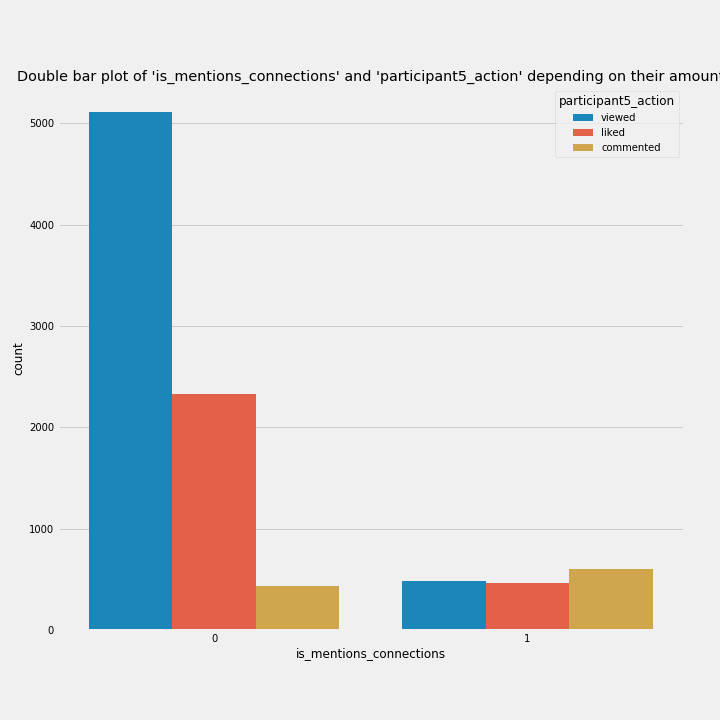 Double bar plot of 'is_mentions_connections' and 'participant5_action' depending on their amount
participant5_action
viewed
liked
commented
5000
4000
3000
2000
1000
0
count
0 1
is_mentions_connections